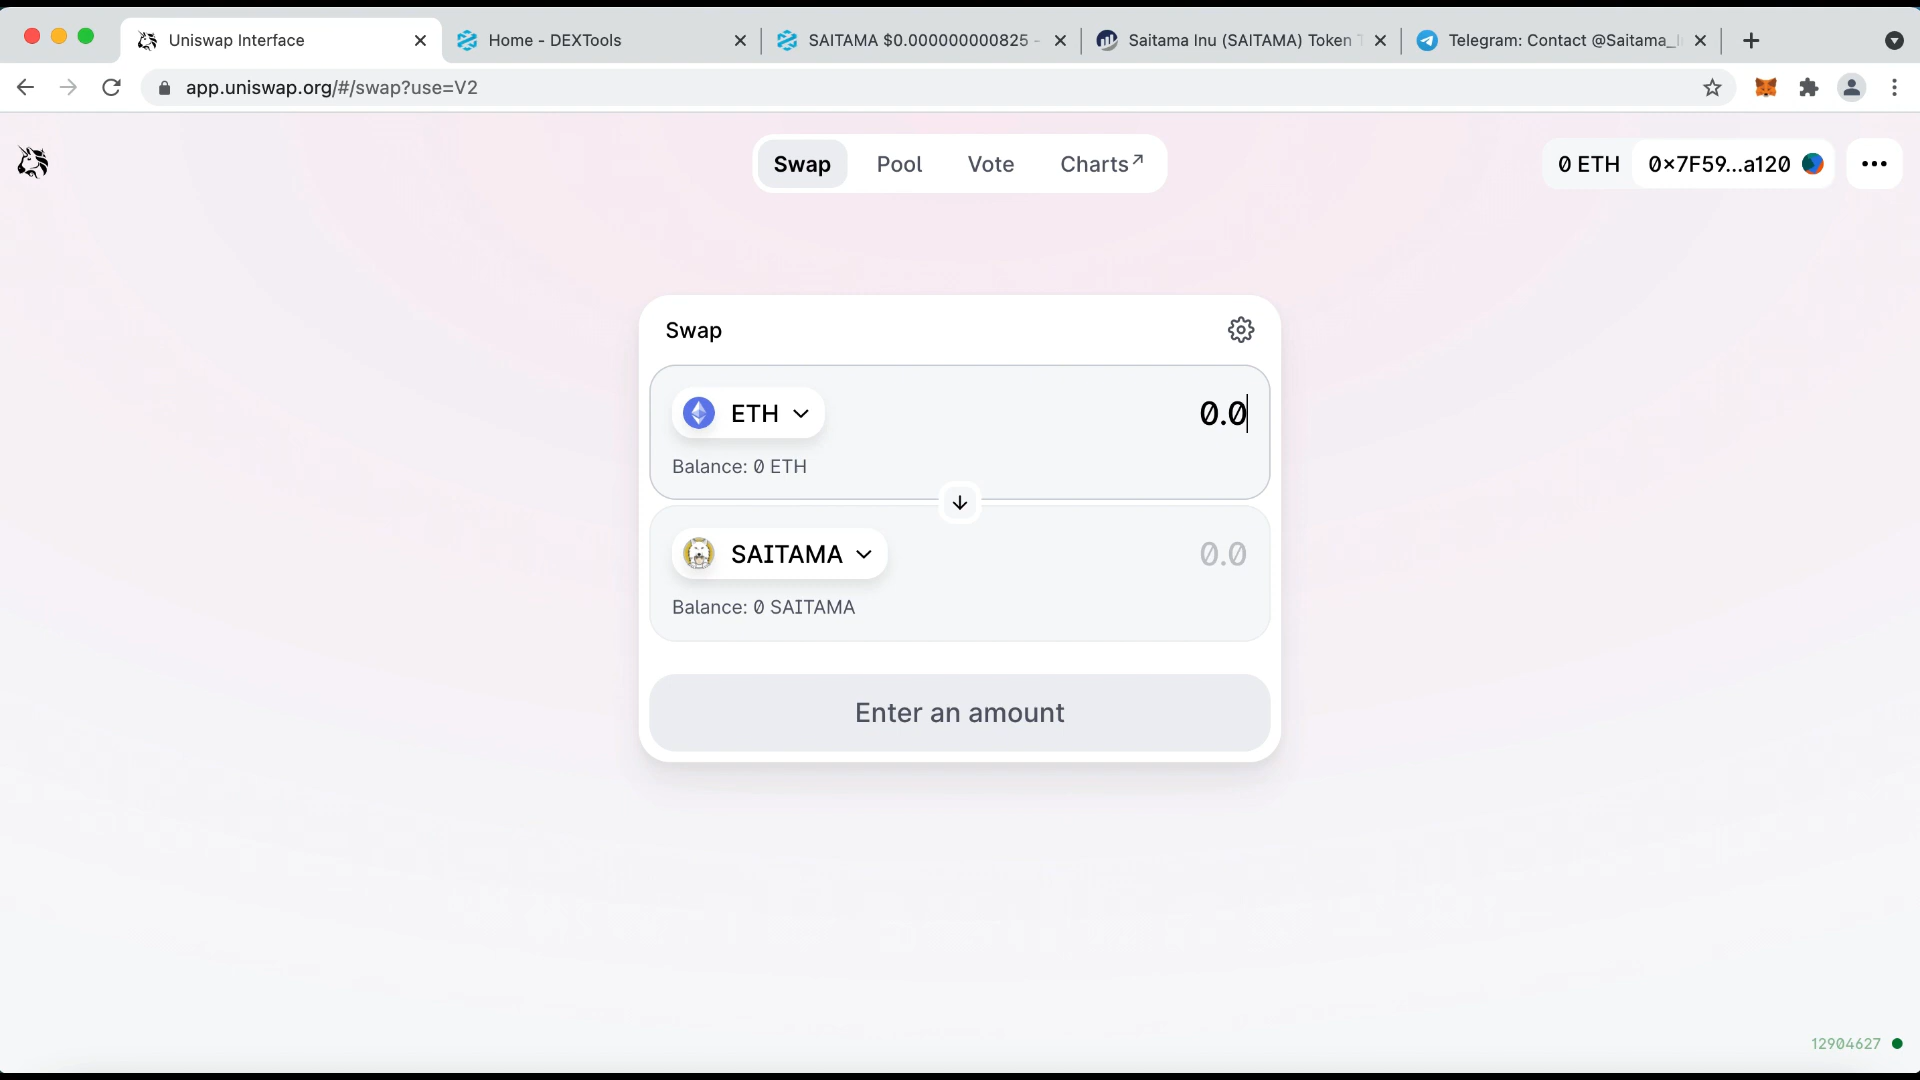 Uniswap Interface
Home - DEXTools
SAITAMA $0.000000000825 -
Saitama Inu (SAITAMA) Token
Telegram: Contact @Saitama_
app.uniswap.org/#/swap?use=V2
Swap
Pool
Vote
Charts↗
0 ETH
0x7F59...a120
Swap
ETH
0.0
Balance: 0 ETH
SAITAMA
0.0
Balance: 0 SAITAMA
Enter an amount
12904627